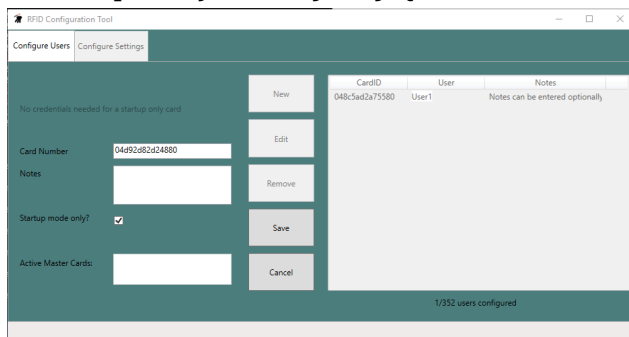 RFID Configuration Tool
Configure Users Configure Settings
No credentials needed for a startup only card
Card Number 04d92d82d24880
Notes
Startup mode only?
Active Master Cards:
New
Edit
Remove
Save
Cancel
CardID User Notes
048c5ad2a75580 User1 Notes can be entered optionally
1/352 users configured